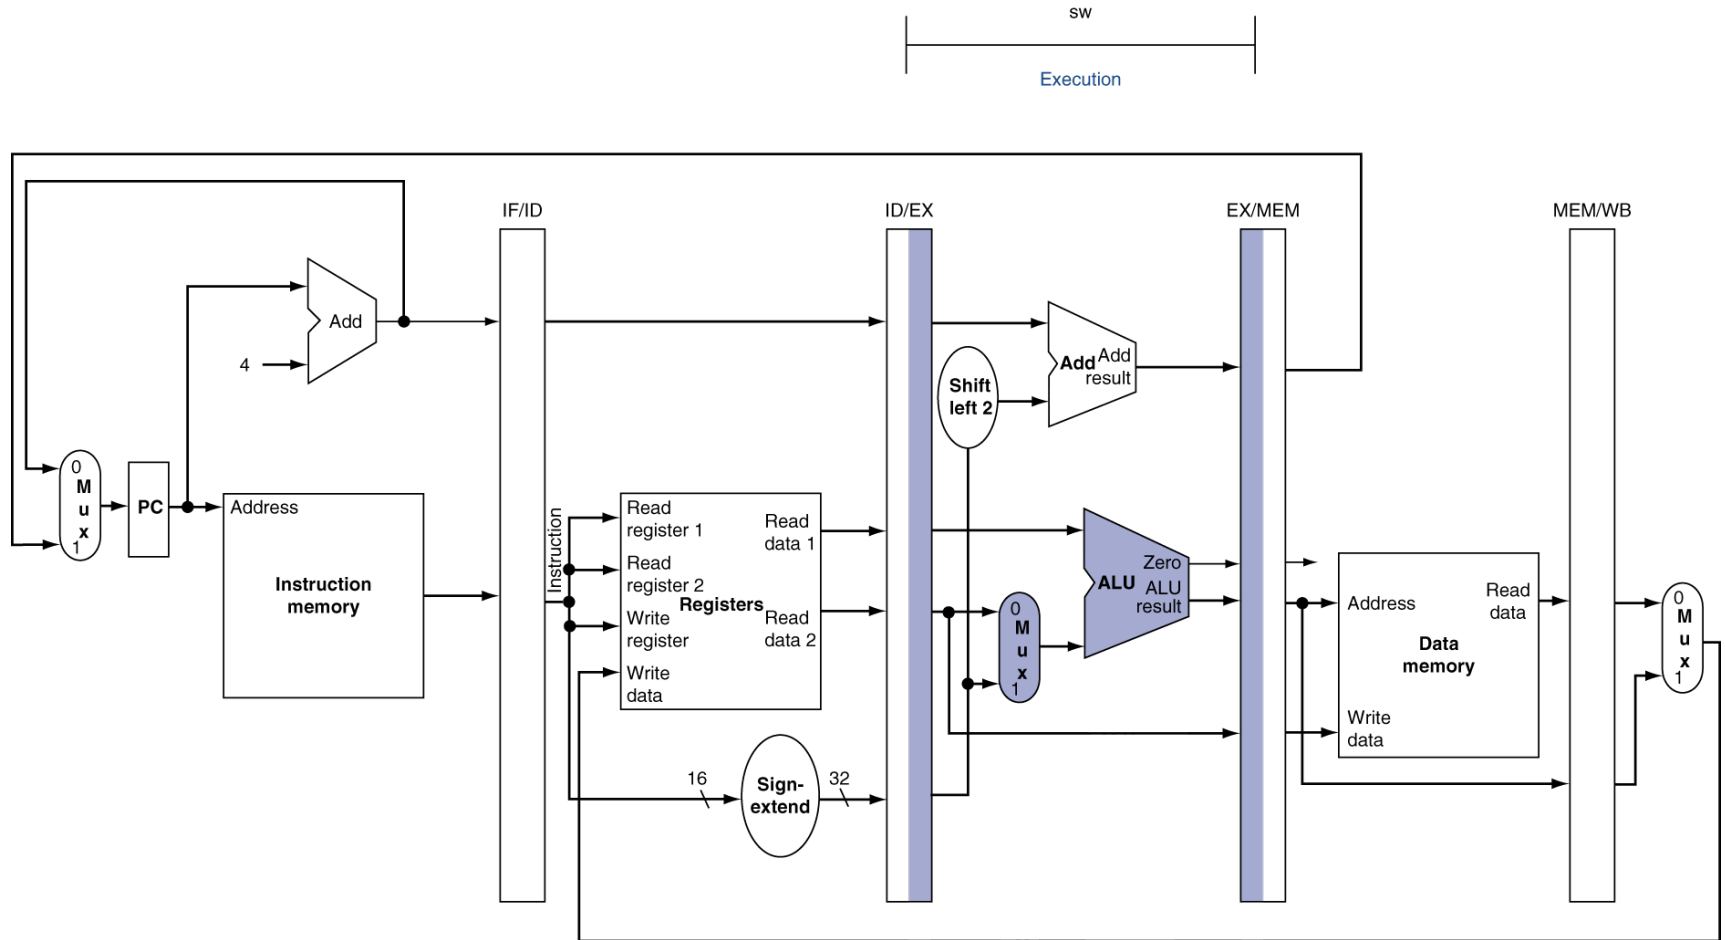 sw
Execution
IF/ID
ID/EX
EX/MEM
MEM/WB
Add
4
Add
Add
result
Shift
left 2
0
M
u
x
1
PC
Address
Instruction
memory
Instruction
Read
register 1
Read
register 2
Write
register
Write
data
Registers
Read
data 1
Read
data 2
16
Sign-
extend
32
0
M
u
x
1
Zero
ALU
ALU
result
Address
Read
data
Data
memory
Write
data
0
M
u
x
1